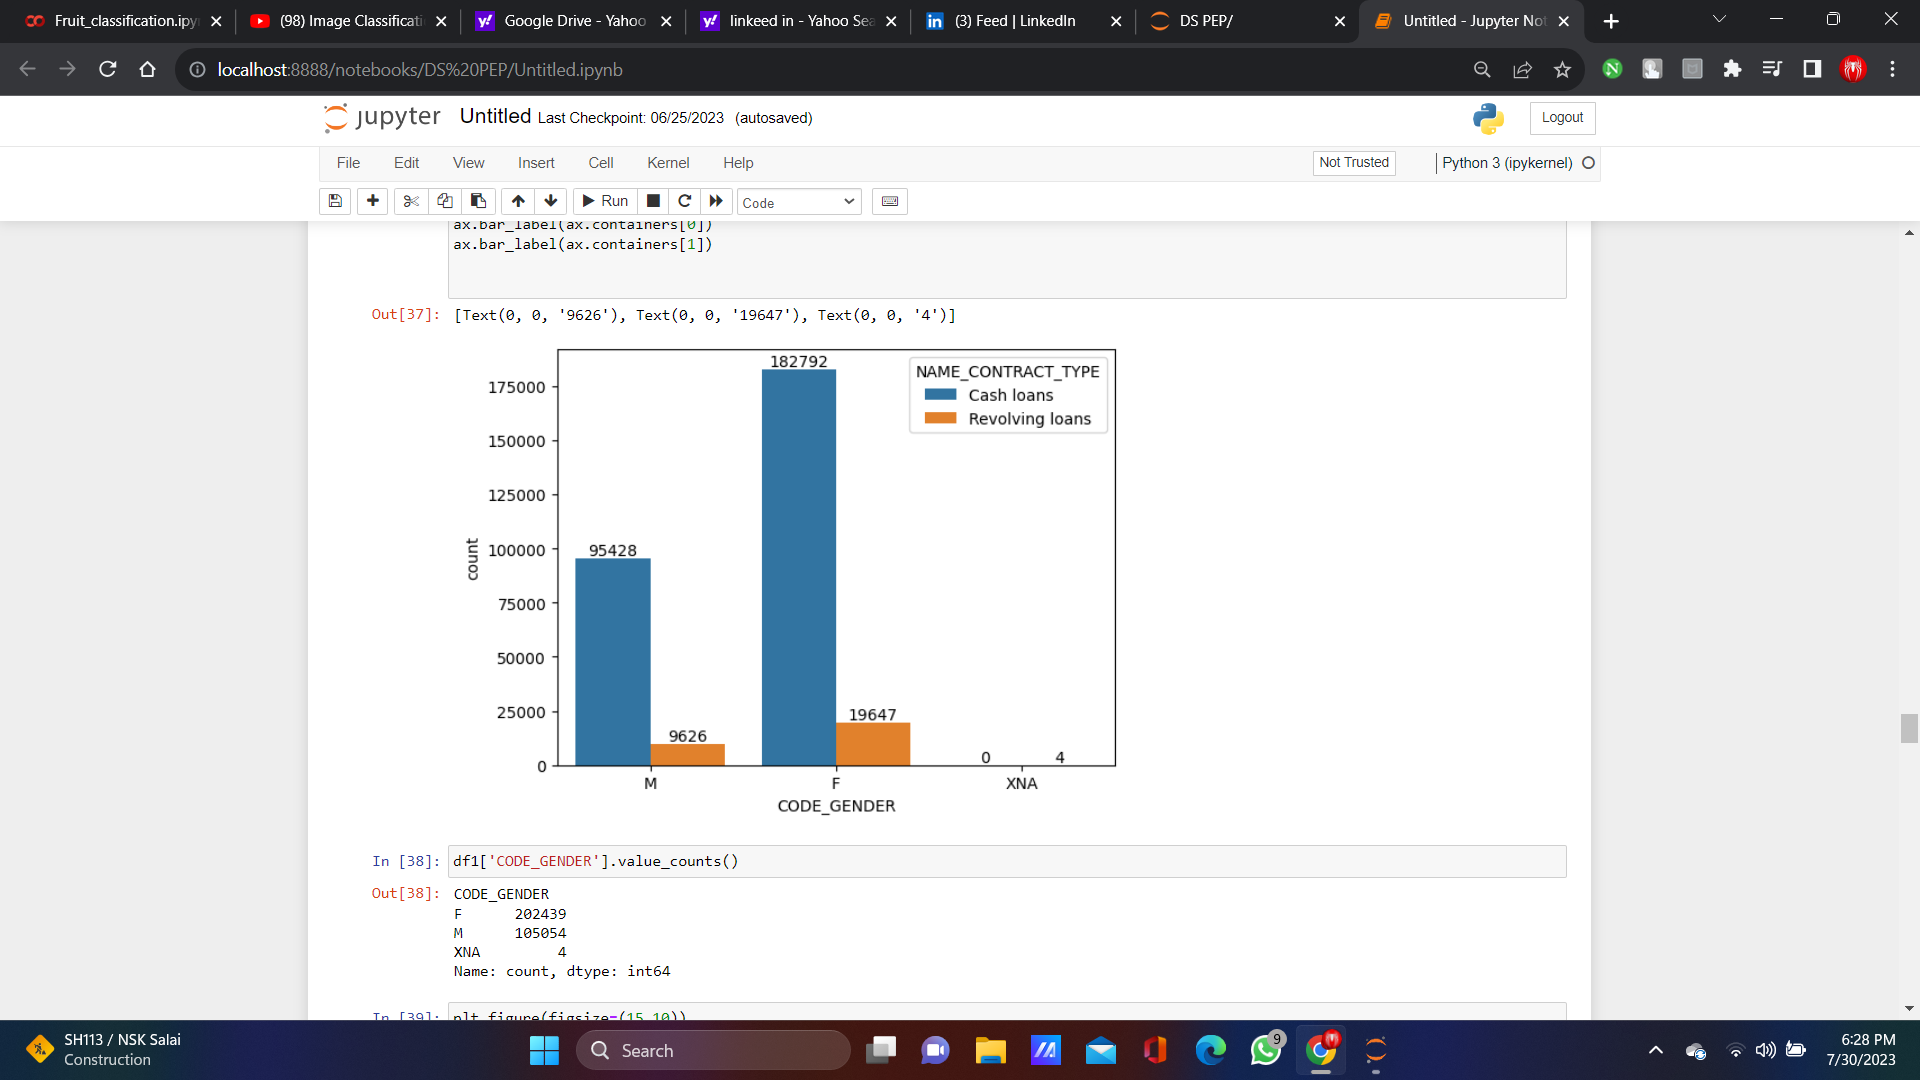 Fruit_classification.ipy
(98) Image Classificati
Google Drive - Yahoo
linkeed in - Yahoo Sea
(3) Feed | LinkedIn
DS PEP/
Untitled - Jupyter Not
localhost:8888/notebooks/DS%20PEP/Untitled.ipynb
jupyter Untitled Last Checkpoint: 06/25/2023 (autosaved)
Logout
File Edit View Insert Cell Kernel Help
Not Trusted
Python 3 (ipykernel)
Run
Code
ax.bar_label(ax.containers[0])
ax.bar_label(ax.containers[1])
Out[37]: [Text(0, 0, '9626'), Text(0, 0, '19647'), Text(0, 0, '4')]
182792
NAME_CONTRACT_TYPE
Cash loans
Revolving loans
175000
150000
125000
100000
75000
50000
25000
0
count
95428
9626
19647
0
4
M
F
XNA
CODE_GENDER
In [38]: df1['CODE_GENDER'].value_counts()
Out[38]: CODE_GENDER
F 202439
M 105054
XNA 4
Name: count, dtype: int64
In [39]: plt.figure(figsize=(15,10))
SH113 / NSK Salai
Construction
Search
9
6:28 PM
7/30/2023